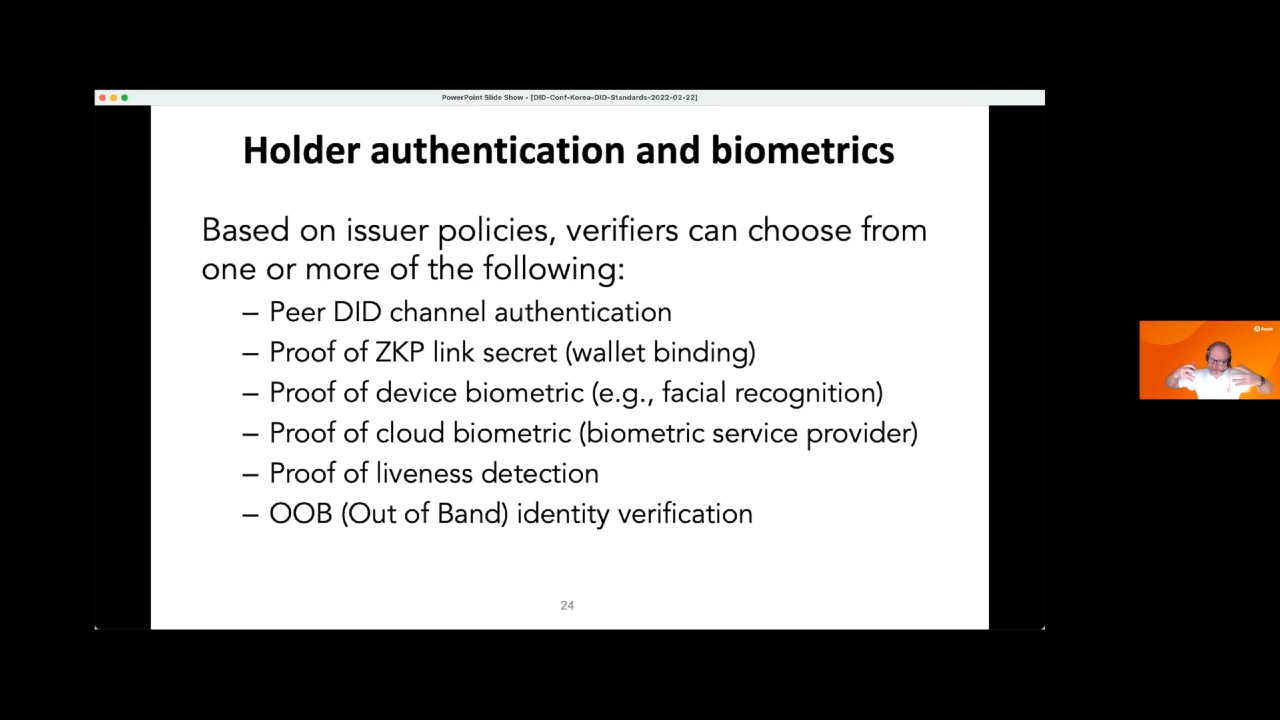 PowerPoint Slide Show - [DID-Conf-Korea-DID-Standards-2022-02-22]
Holder authentication and biometrics
Based on issuer policies, verifiers can choose from
one or more of the following:
– Peer DID channel authentication
– Proof of ZKP link secret (wallet binding)
– Proof of device biometric (e.g., facial recognition)
– Proof of cloud biometric (biometric service provider)
– Proof of liveness detection
– OOB (Out of Band) identity verification
24